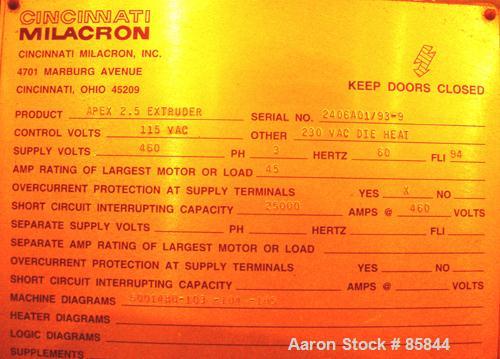 CINCINNATI
MILACRON
CINCINNATI MILACRON, INC.
4701 MARBURG AVENUE
CINCINNATI, OHIO 45209
KEEP DOORS CLOSED
PRODUCT APEX 2.5 EXTRUDER SERIAL NO. 2406A01/93-9
CONTROL VOLTS 115 VAC OTHER 230 VAC DIE HEAT
SUPPLY VOLTS 460 PH 3 HERTZ 60 FLI 94
AMP RATING OF LARGEST MOTOR OR LOAD 45
OVERCURRENT PROTECTION AT SUPPLY TERMINALS YES X NO
SHORT CIRCUIT INTERRUPTING CAPACITY 25000 AMPS @ 460 VOLTS
SEPARATE SUPPLY VOLTS PH HERTZ FLI
SEPARATE AMP RATING OF LARGEST MOTOR OR LOAD
OVERCURRENT PROTECTION AT SUPPLY TERMINALS YES NO
SHORT CIRCUIT INTERRUPTING CAPACITY AMPS @ VOLTS
MACHINE DIAGRAMS -103 -104 -105
HEATER DIAGRAMS
LOGIC DIAGRAMS
SUPPLEMENTS
Aaron Stock # 85844